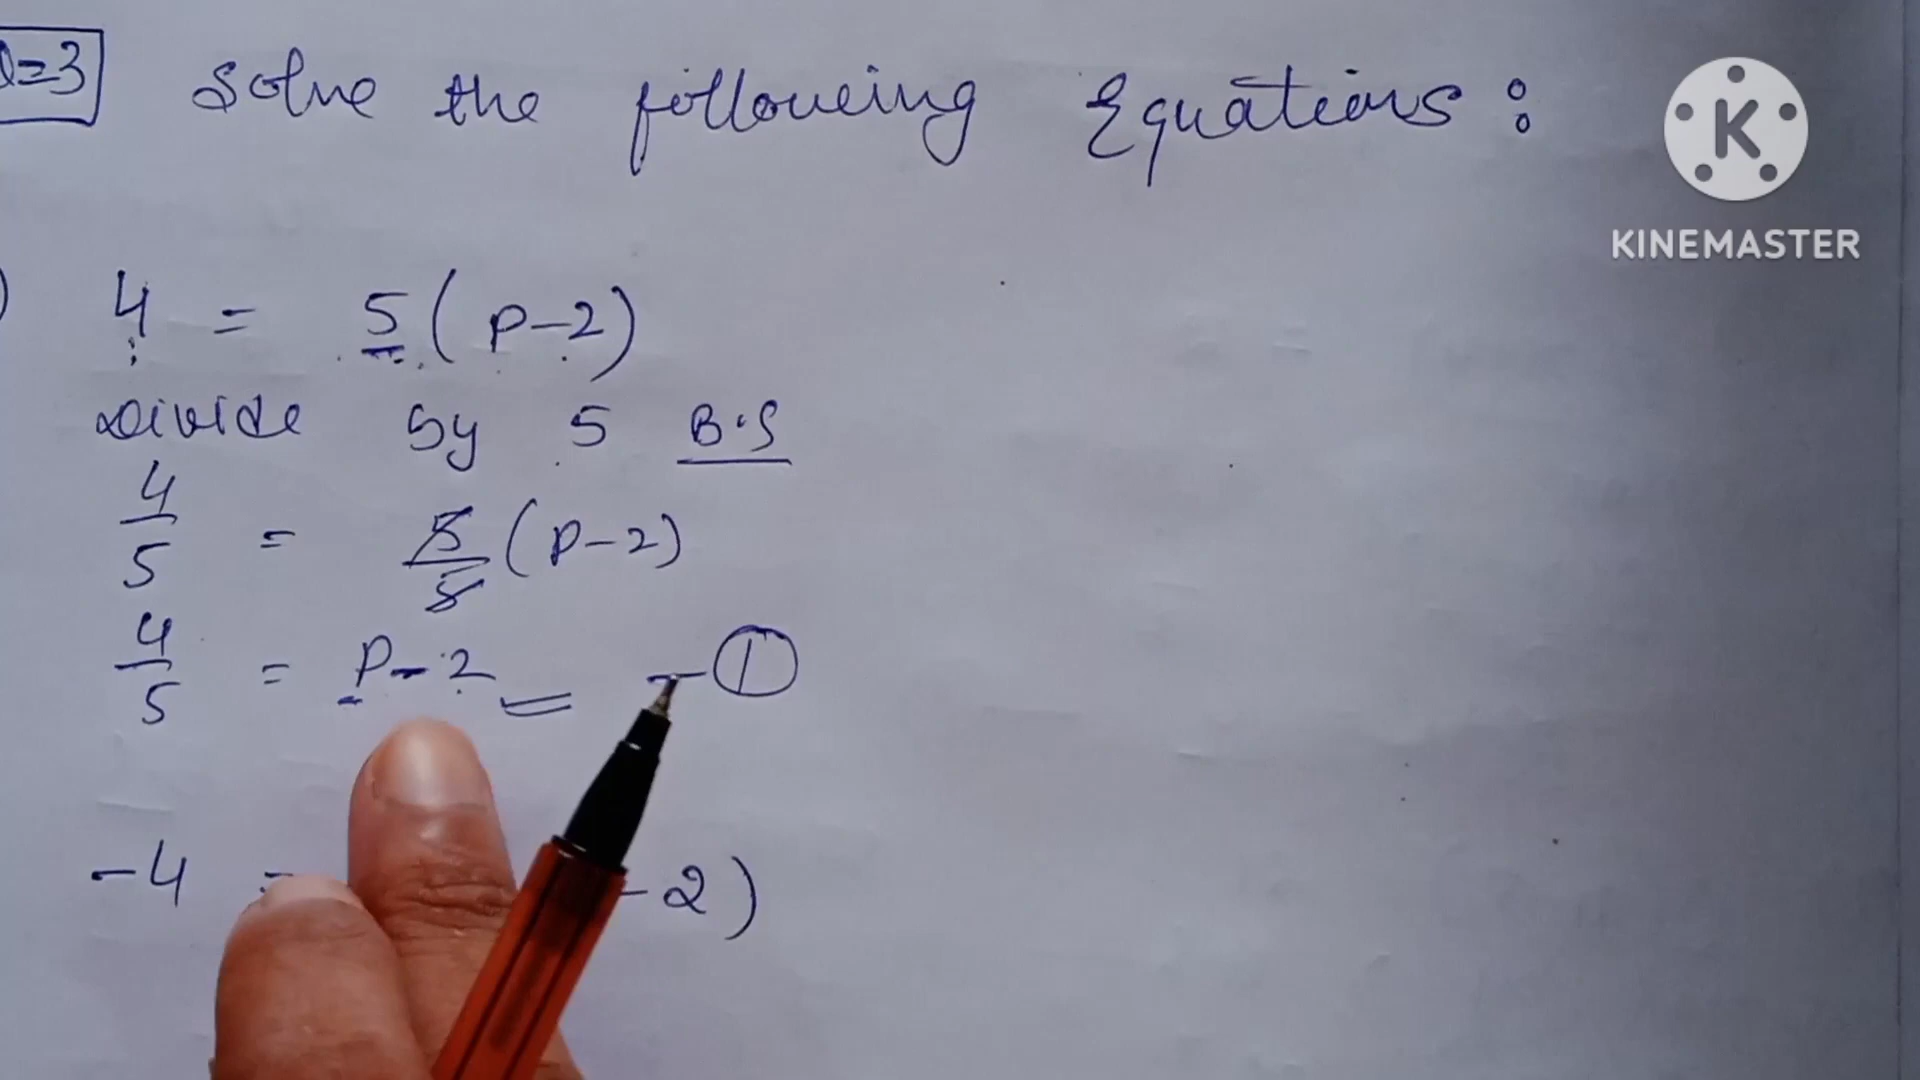 Q=3 Solve the following Equations:
K
KINEMASTER
4 = 5(p-2)
Divide by 5 B.S
4/5 = 5/5 (p-2)
4/5 = p-2 - ①
-4 = -2)